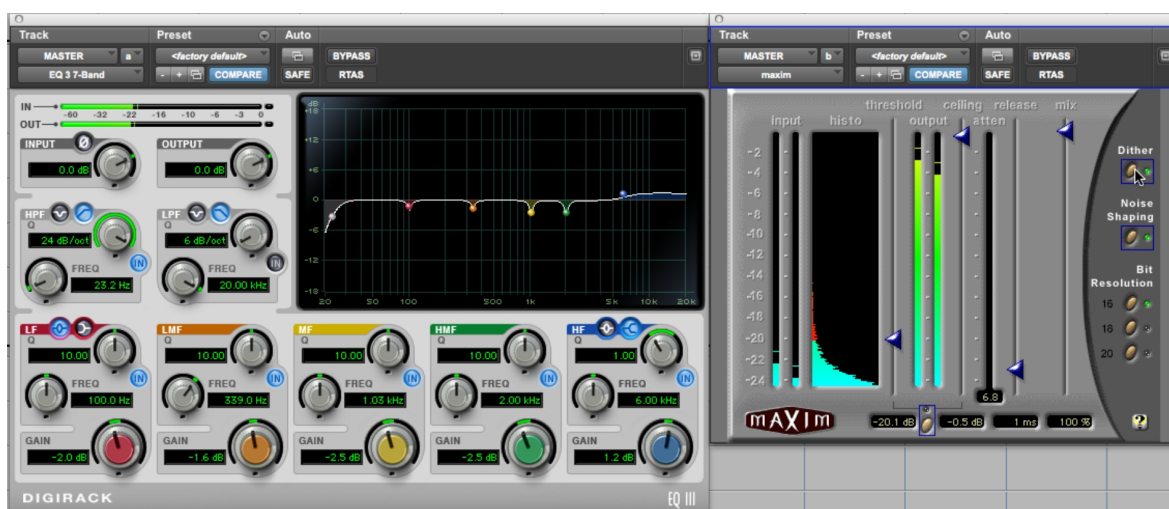 Track Preset Auto
MASTER a <factory default> BYPASS
EQ 3 7-Band - + COMPARE SAFE RTAS
IN -60 -32 -22 -16 -10 -6 -3 0
OUT
INPUT Ø OUTPUT
0.0 dB 0.0 dB
HPF LPF
Q Q
24 dB/oct 6 dB/oct
IN IN
FREQ FREQ
23.2 Hz 20.00 kHz
dB
+18
+12
+6
0
-6
-12
-18
20 50 100 500 1k 5k 10k 20k
LF LMF MF HMF HF
Q Q Q Q Q
10.00 10.00 10.00 10.00 1.00
IN IN IN IN IN
FREQ FREQ FREQ FREQ FREQ
100.0 Hz 339.0 Hz 1.03 kHz 2.00 kHz 6.00 kHz
GAIN GAIN GAIN GAIN GAIN
-2.0 dB -1.6 dB -2.5 dB -2.5 dB 1.2 dB
DIGIRACK EQ III
Track Preset Auto
MASTER b <factory default> BYPASS
maxim - + COMPARE SAFE RTAS
threshold ceiling release mix
input histo output atten
-2
-4
-6
-8
-10
-12
-14
-16
-18
-20
-22
-24
Dither
Noise
Shaping
Bit
Resolution
16
18
20
6.8
MAXIM -20.1 dB -0.5 dB 1 ms 100 % ?